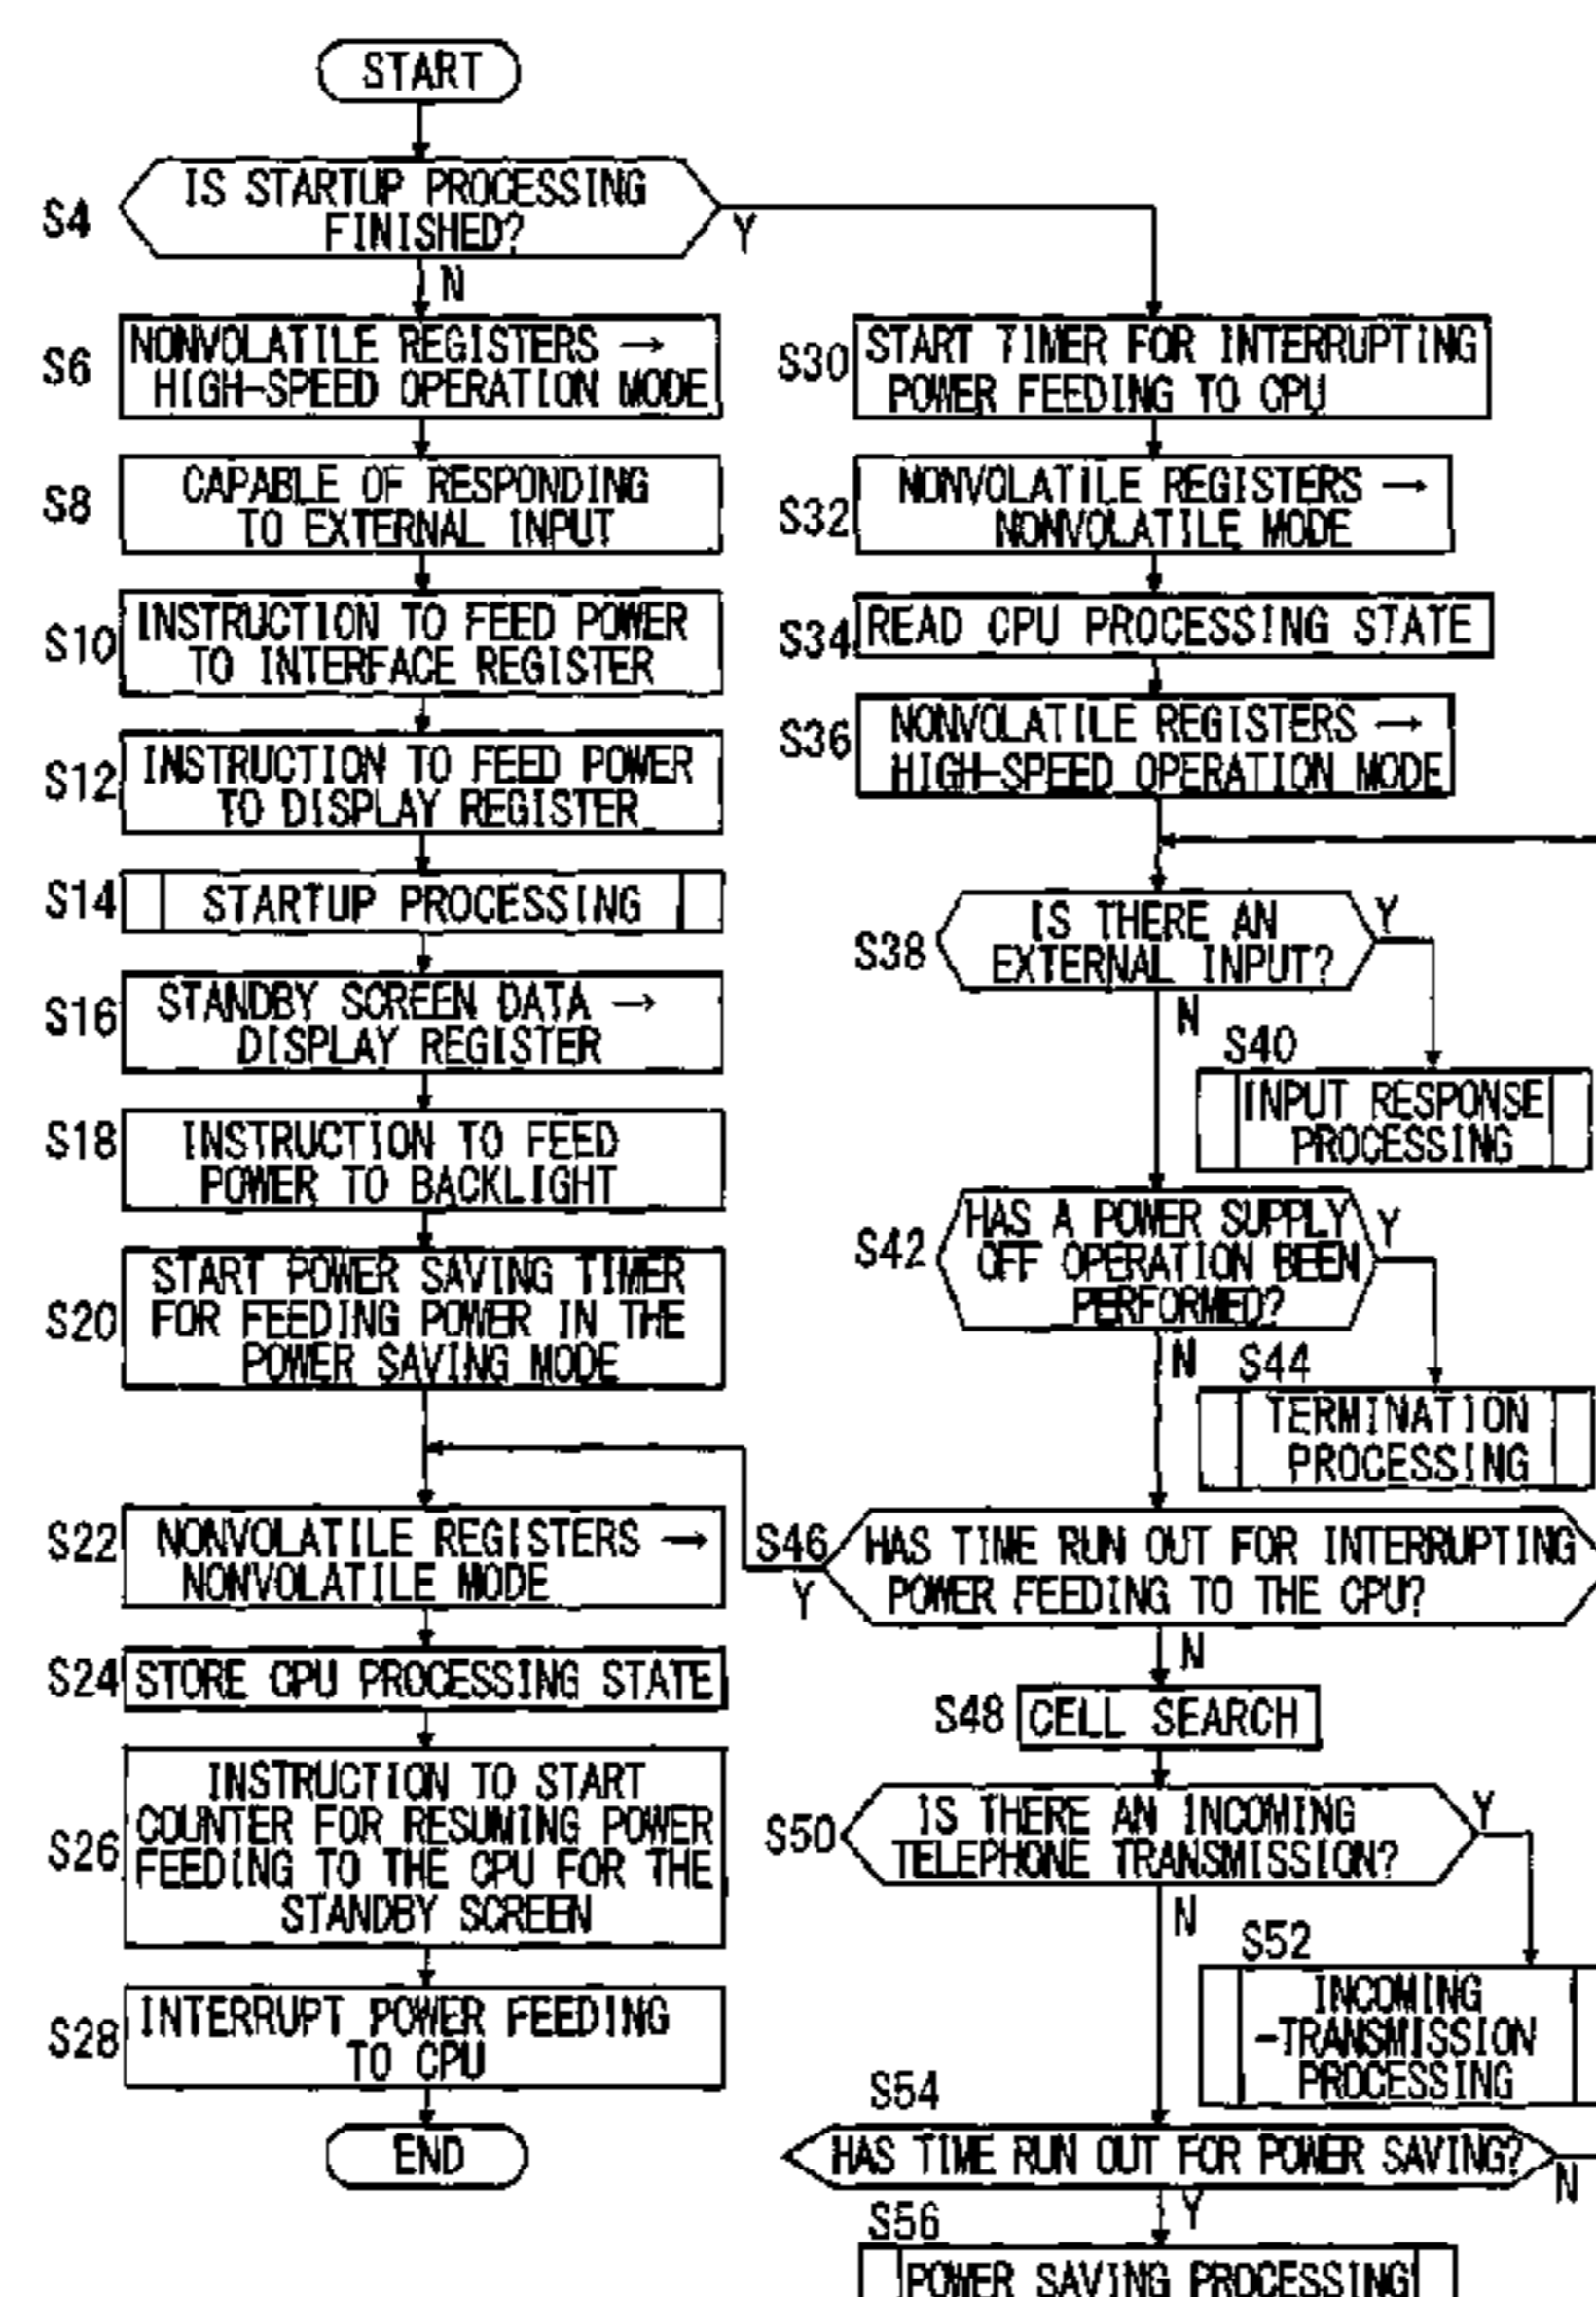 START
S4
IS STARTUP PROCESSING
FINISHED?
Y
N
S6
NONVOLATILE REGISTERS →
HIGH-SPEED OPERATION MODE
S8
CAPABLE OF RESPONDING
TO EXTERNAL INPUT
S10
INSTRUCTION TO FEED POWER
TO INTERFACE REGISTER
S12
INSTRUCTION TO FEED POWER
TO DISPLAY REGISTER
S14
STARTUP PROCESSING
S16
STANDBY SCREEN DATA →
DISPLAY REGISTER
S18
INSTRUCTION TO FEED
POWER TO BACKLIGHT
S20
START POWER SAVING TIMER
FOR FEEDING POWER IN THE
POWER SAVING MODE
S22
NONVOLATILE REGISTERS →
NONVOLATILE MODE
S24
STORE CPU PROCESSING STATE
S26
INSTRUCTION TO START
COUNTER FOR RESUMING POWER
FEEDING TO THE CPU FOR THE
STANDBY SCREEN
S28
INTERRUPT POWER FEEDING
TO CPU
END
S30
START TIMER FOR INTERRUPTING
POWER FEEDING TO CPU
S32
NONVOLATILE REGISTERS →
NONVOLATILE MODE
S34
READ CPU PROCESSING STATE
S36
NONVOLATILE REGISTERS →
HIGH-SPEED OPERATION MODE
S38
IS THERE AN
EXTERNAL INPUT?
Y
N
S40
INPUT RESPONSE
PROCESSING
S42
HAS A POWER SUPPLY
OFF OPERATION BEEN
PERFORMED?
Y
N
S44
TERMINATION
PROCESSING
S46
HAS TIME RUN OUT FOR INTERRUPTING
POWER FEEDING TO THE CPU?
Y
N
S48
CELL SEARCH
S50
IS THERE AN INCOMING
TELEPHONE TRANSMISSION?
Y
N
S52
INCOMING
-TRANSMISSION
PROCESSING
S54
HAS TIME RUN OUT FOR POWER SAVING?
N
Y
S56
POWER SAVING PROCESSING